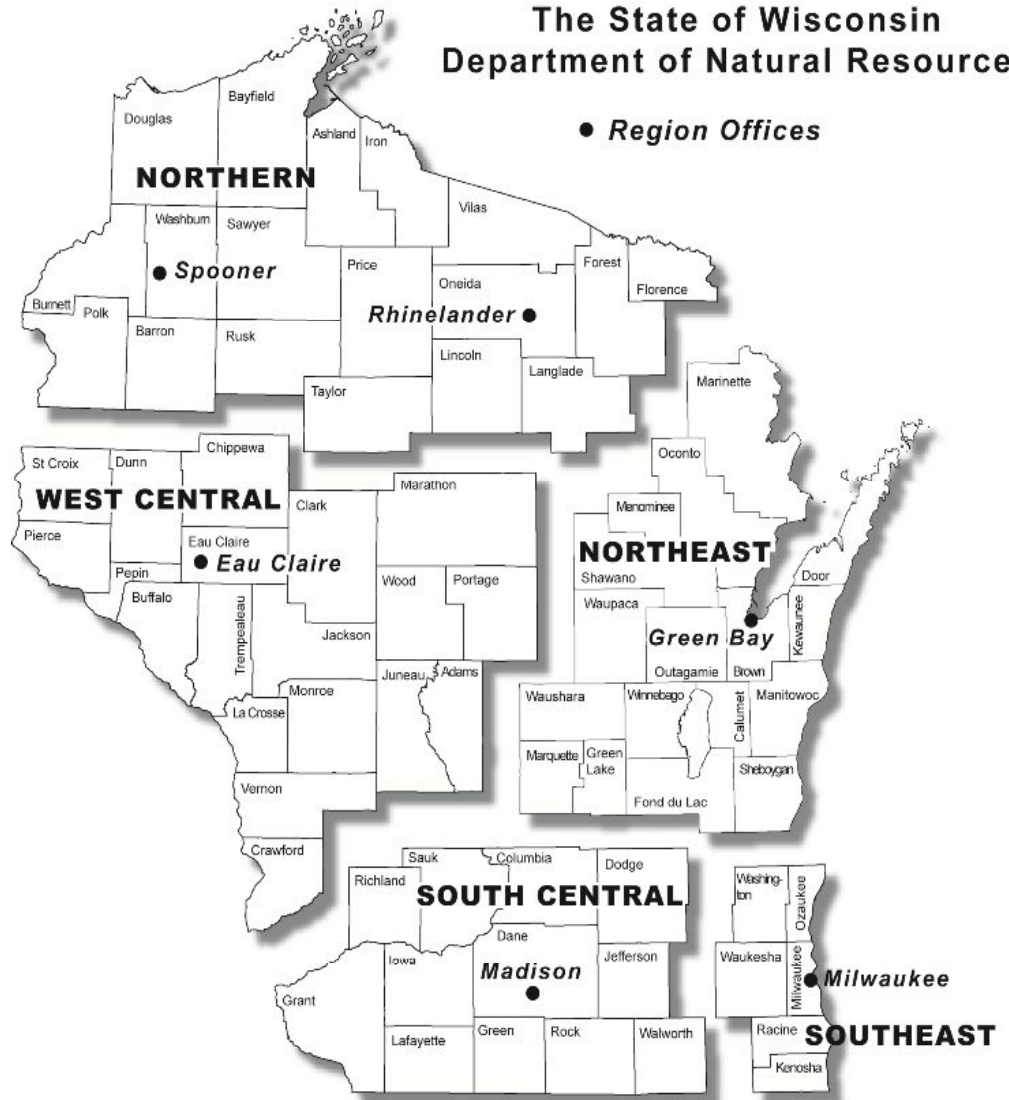 The State of Wisconsin
Department of Natural Resource
Region Offices
Bayfield
Douglas
Ashland
Iron
NORTHERN
Vilas
Washburn
Sawyer
Spooner
Price
Forest
Oneida
Florence
Burnett
Polk
Rhinelander
Barron
Rusk
Lincoln
Langlade
Taylor
Marinette
Chippewa
St Croix
Dunn
WEST CENTRAL
Marathon
Clark
Pierce
Eau Claire
Eau Claire
Pepin
Buffalo
Wood
Portage
Trempealeau
Jackson
Juneau
Adams
Monroe
La Crosse
Vernon
Crawford
Oconto
Menominee
NORTHEAST
Shawano
Door
Waupaca
Kewaunee
Green Bay
Outagamie
Brown
Waushara
Winnebago
Calumet
Manitowoc
Marquette
Green
Lake
Sheboygan
Fond du Lac
Sauk
Columbia
Dodge
Richland
SOUTH CENTRAL
Dane
Iowa
Jefferson
Madison
Grant
Lafayette
Green
Rock
Walworth
Washing-
ton
Ozaukee
Waukesha
Milwaukee
Milwaukee
Racine
SOUTHEAST
Kenosha